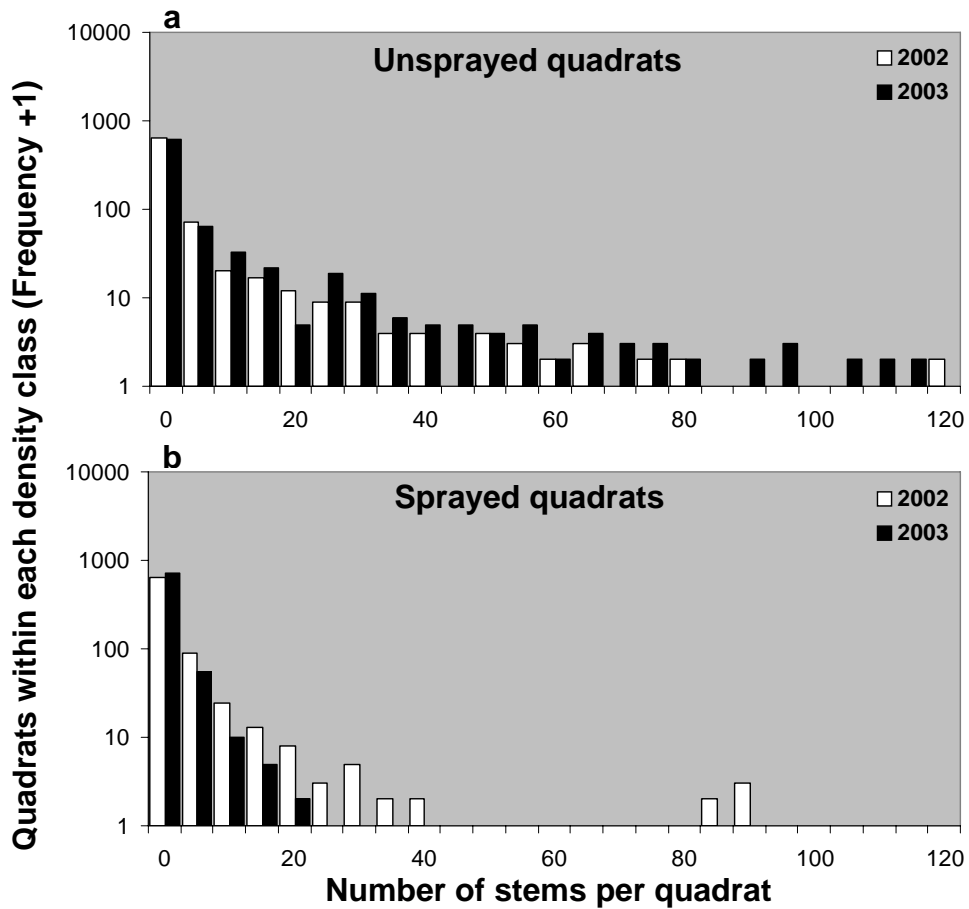 Quadrats within each density class (Frequency +1)
a
Unsprayed quadrats
2002
2003
10000
1000
100
10
1
0 20 40 60 80 100 120
b
Sprayed quadrats
2002
2003
10000
1000
100
10
1
0 20 40 60 80 100 120
Number of stems per quadrat